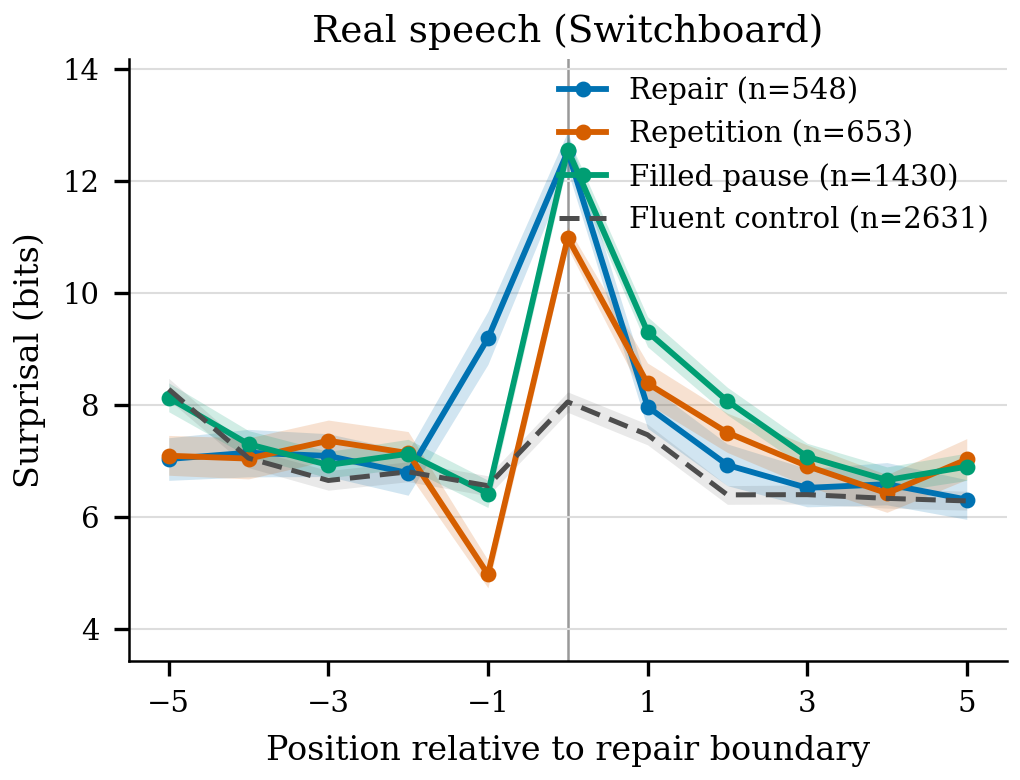 Real speech (Switchboard)
Surprisal (bits)
14
12
10
8
6
4
Repair (n=548)
Repetition (n=653)
Filled pause (n=1430)
Fluent control (n=2631)
−5
−3
−1
1
3
5
Position relative to repair boundary